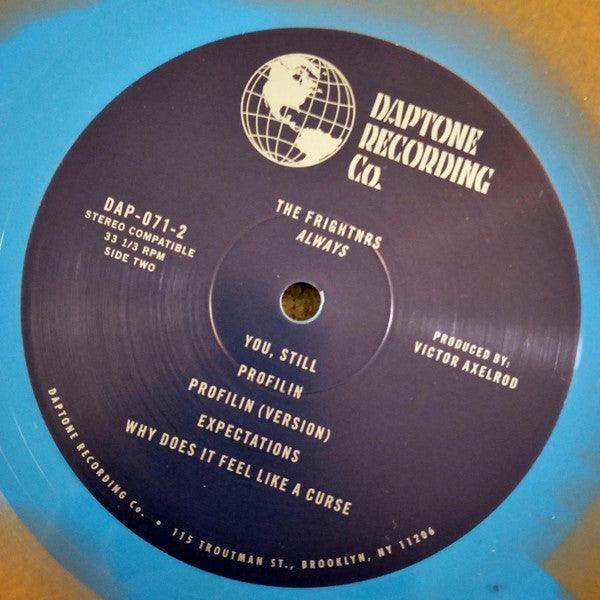 DAPTONE
RECORDING
Co.
THE FRIGHTNRS
ALWAYS
DAP-071-2
STEREO COMPATIBLE
33 1/3 RPM
SIDE TWO
PRODUCED BY:
VICTOR AXELROD
YOU, STILL
PROFILIN
PROFILIN (VERSION)
EXPECTATIONS
WHY DOES IT FEEL LIKE A CURSE
DAPTONE RECORDING Co. • 115 TROUTMAN ST., BROOKLYN, NY 11206